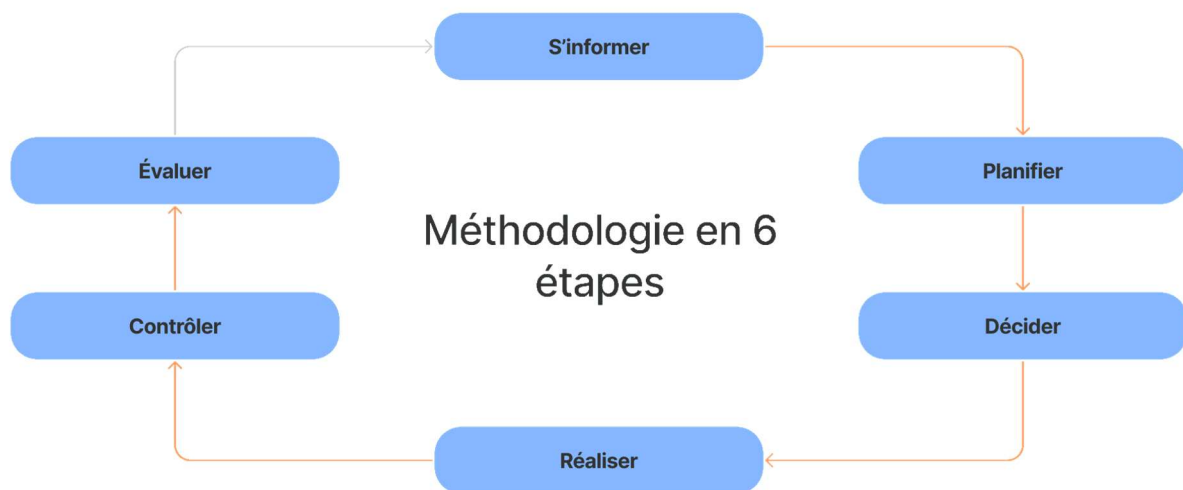 S’informer
Planifier
Décider
Réaliser
Contrôler
Évaluer
Méthodologie en 6
étapes